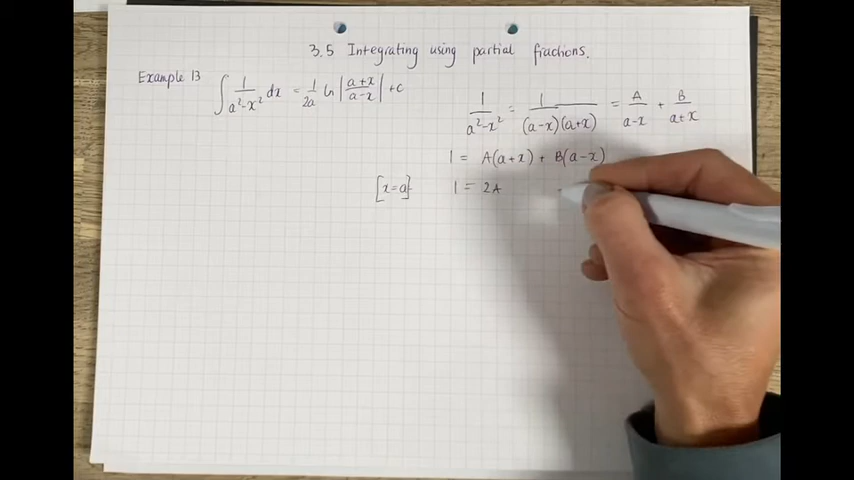 3.5 Integrating using partial fractions.
Example 13 ∫ 1/(a²-x²) dx = 1/2a ln |(a+x)/(a-x)| + c
1/(a²-x²) = 1/((a-x)(a+x)) = A/(a-x) + B/(a+x)
1 = A(a+x) + B(a-x)
[x=a] 1 = 2A